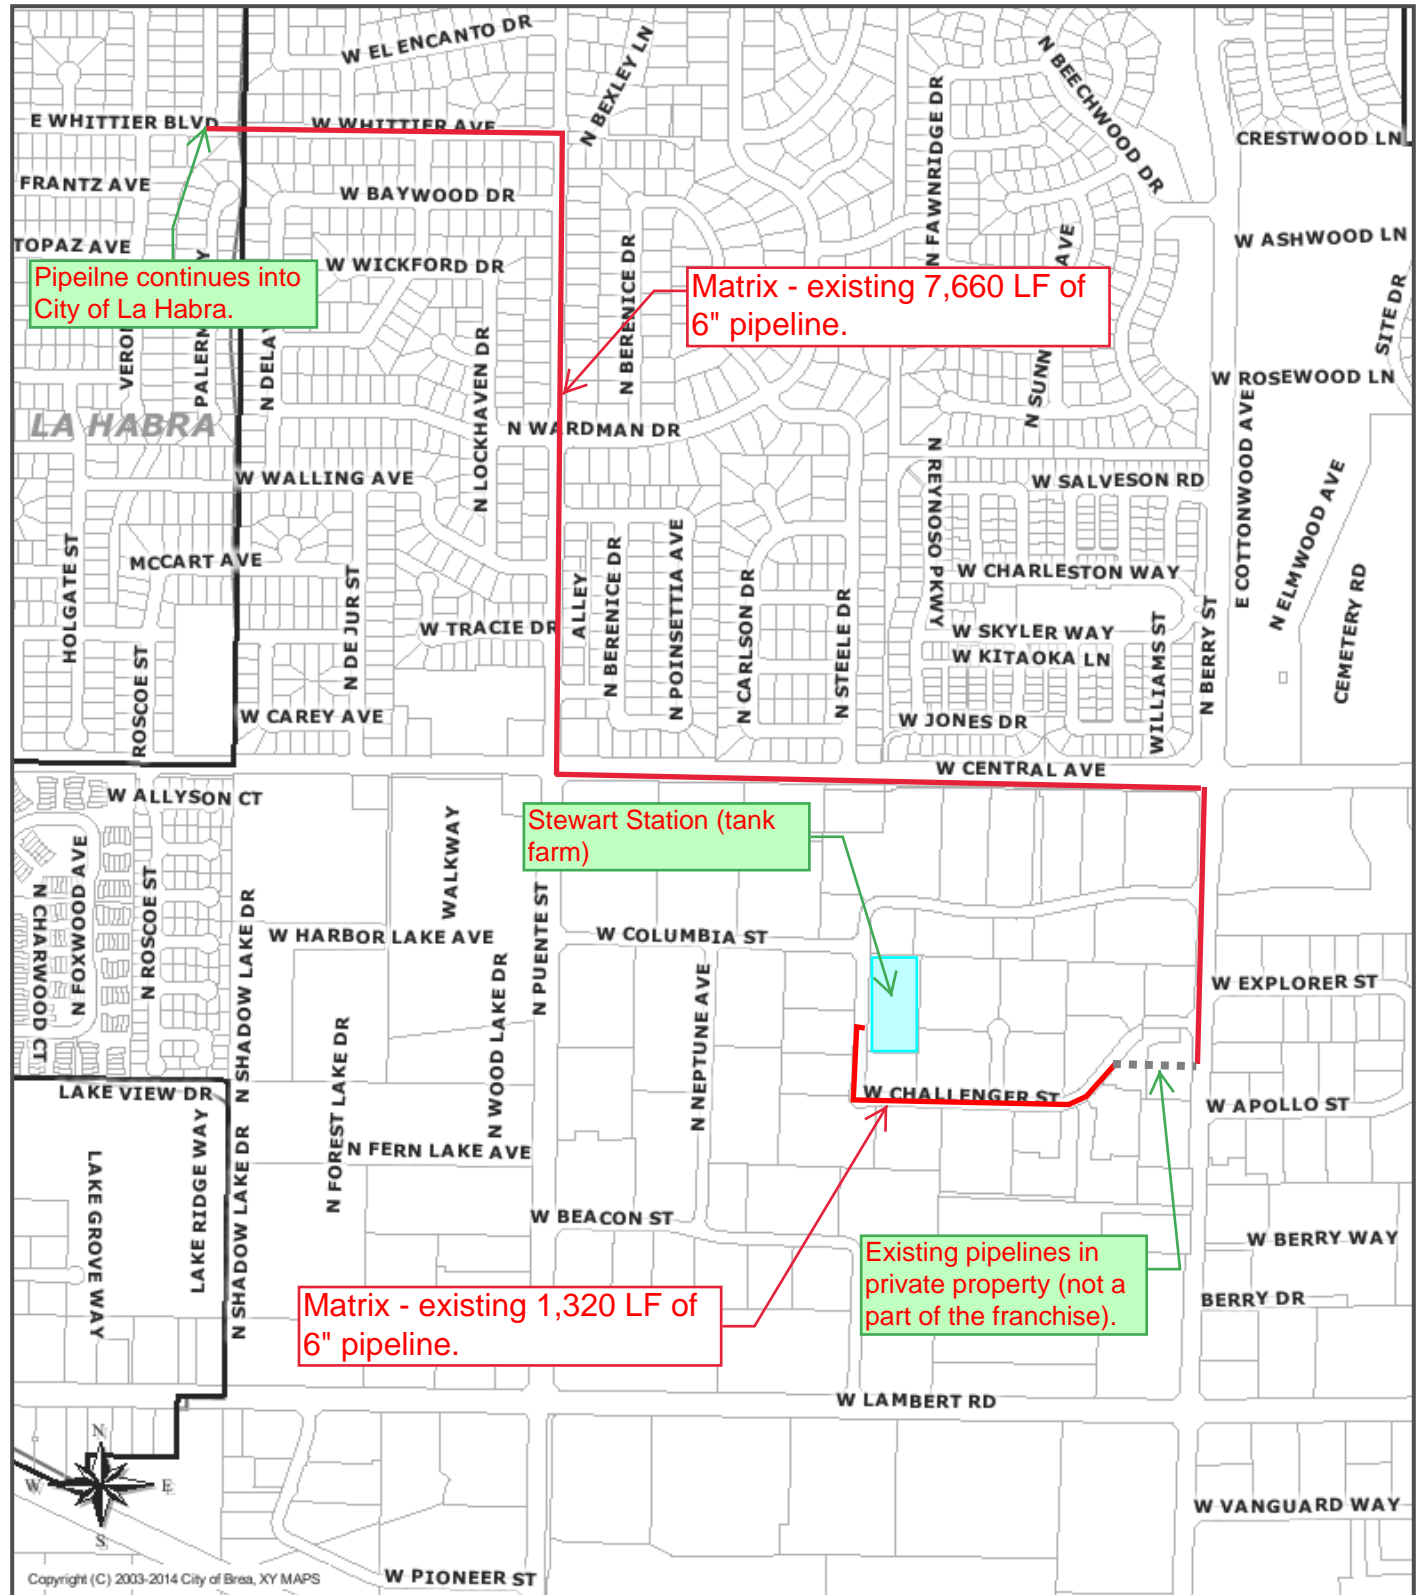 W EL ENCANTO DR
N BEXLEY LN
N BEECHWOOD DR
E WHITTIER BLVD
W WHITTIER AVE
N FAWNRIDGE DR
CRESTWOOD LN
FRANTZ AVE
W BAYWOOD DR
TOPAZ AVE
W WICKFORD DR
N BERENICE DR
AVE
W ASHWOOD LN
Pipeilne continues into
City of La Habra.
Matrix - existing 7,660 LF of
6" pipeline.
SITE DR
N LOCKHAVEN DR
N SUNN
W ROSEWOOD LN
LA HABRA
N WARDMAN DR
E COTTONWOOD AVE
W WALLING AVE
N REYNOSO PKWY
W SALVESON RD
N ELMWOOD AVE
HOLGATE ST
MCCART AVE
N DE JUR ST
ALLEY
N BERENICE DR
N POINSETTIA AVE
N CARLSON DR
N STEELE DR
W CHARLESTON WAY
CEMETERY RD
W TRACIE DR
W SKYLER WAY
W KITAOKA LN
WILLIAMS ST
N BERRY ST
ROSCOE ST
W CAREY AVE
W JONES DR
W CENTRAL AVE
W ALLYSON CT
Stewart Station (tank
farm)
WALKWAY
N FOXWOOD AVE
N ROSCOE ST
N CHARWOOD CT
N SHADOW LAKE DR
W HARBOR LAKE AVE
N PUENTE ST
W COLUMBIA ST
N WOOD LAKE DR
N NEPTUNE AVE
W EXPLORER ST
N FOREST LAKE DR
LAKE VIEW DR
W CHALLENGER ST
W APOLLO ST
LAKE RIDGE WAY
N SHADOW LAKE DR
N FERN LAKE AVE
LAKE GROVE WAY
W BEACON ST
W BERRY WAY
Existing pipelines in
private property (not a
part of the franchise).
BERRY DR
Matrix - existing 1,320 LF of
6" pipeline.
W LAMBERT RD
N
W
E
S
W VANGUARD WAY
Copyright (C) 2003-2014 City of Brea, XY MAPS
W PIONEER ST